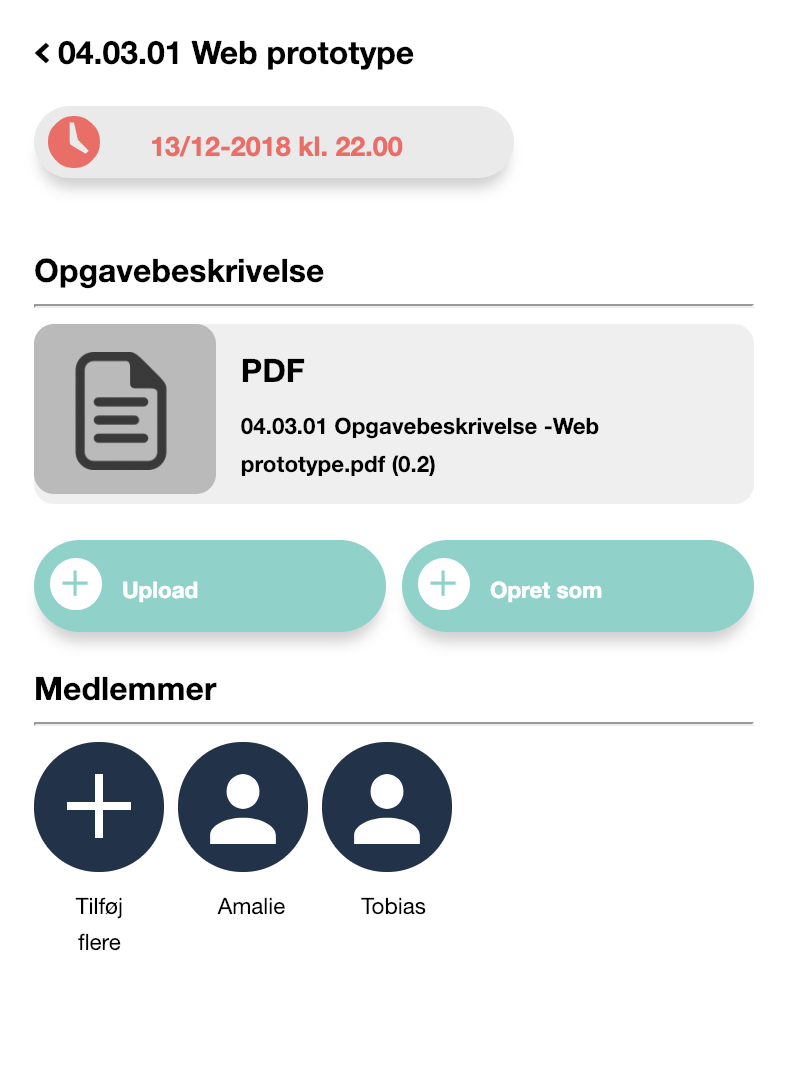 04.03.01 Web prototype
13/12-2018 kl. 22.00
Opgavebeskrivelse
PDF
04.03.01 Opgavebeskrivelse -Web
prototype.pdf (0.2)
Upload
Opret som
Medlemmer
Tilføj
flere
Amalie
Tobias